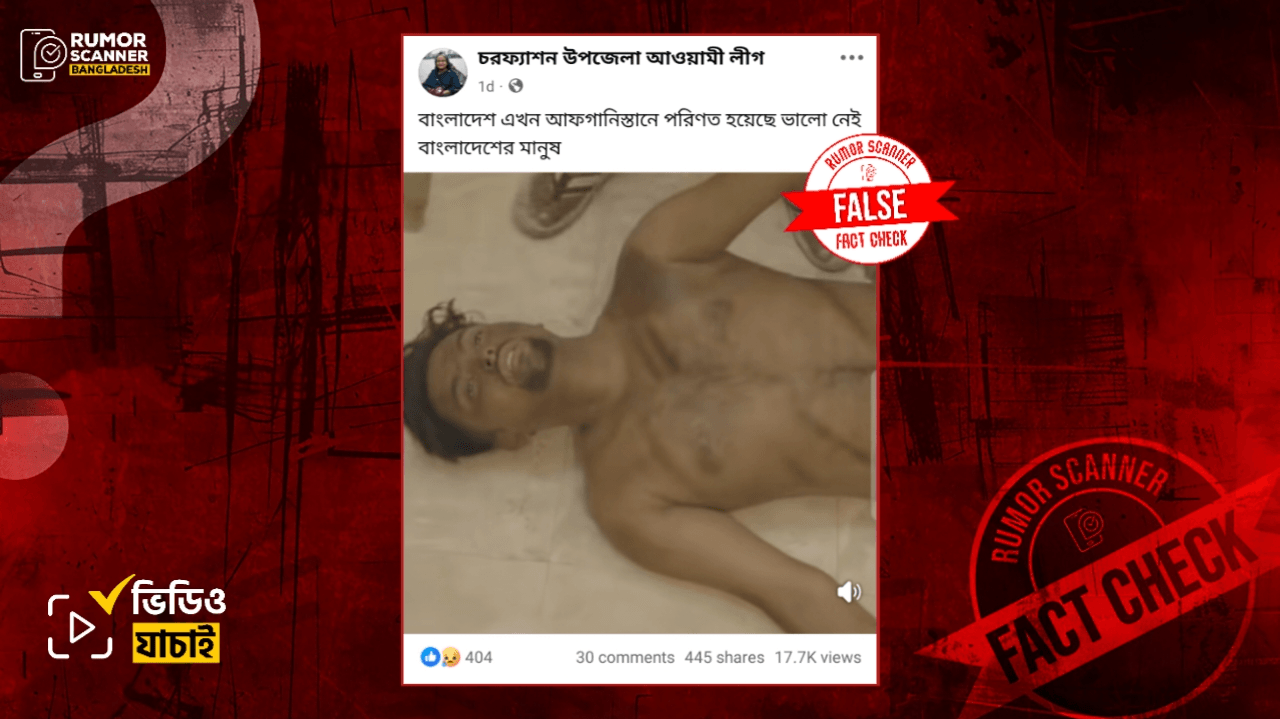 RUMOR
SCANNER
BANGLADESH
চরফ্যাশন উপজেলা আওয়ামী লীগ
1d
বাংলাদেশ এখন আফগানিস্তানে পরিণত হয়েছে ভালো নেই
বাংলাদেশের মানুষ
RUMOR SCANNER
FALSE
FACT CHECK
ভিডিও
যাচাই
404
30 comments 445 shares 17.7K views
RUMOR SCANNER
FACT CHECK